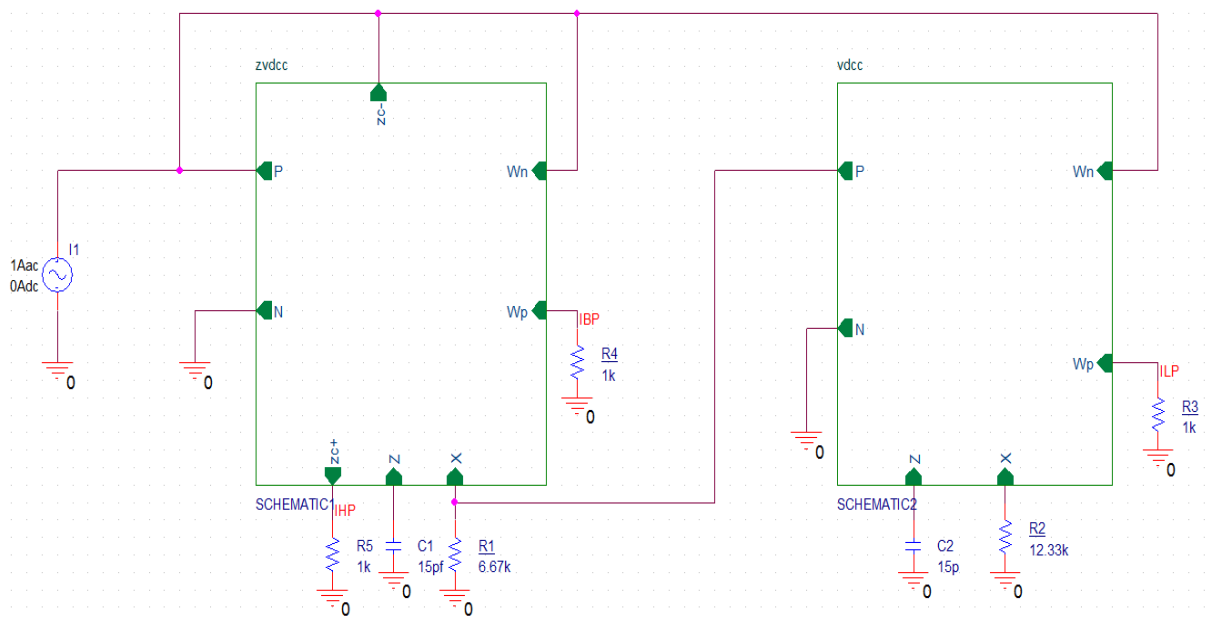 zvdcc
vdcc
zc-
P
Wn
P
Wn
I1
1Aac
0Adc
N
Wp
IBP
N
R4
1k
0
0
0
Wp
ILP
R3
1k
0
0
zc+
Z
X
Z
X
SCHEMATIC1
IHP
SCHEMATIC2
R5
1k
C1
15pf
R1
6.67k
C2
15p
R2
12.33k
0
0
0
0
0